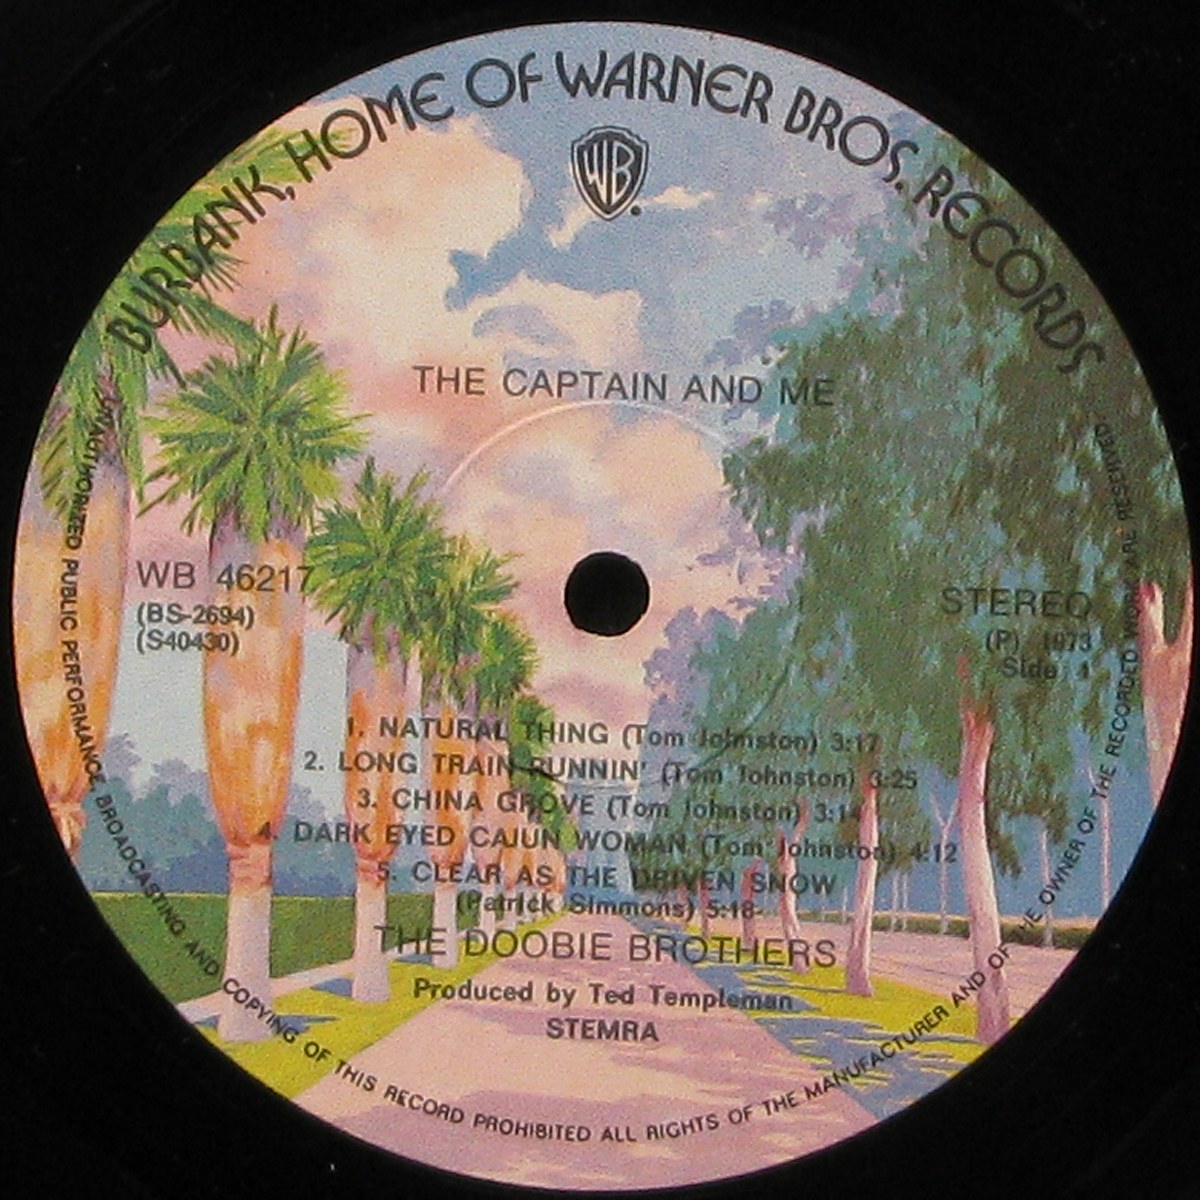 BURBANK, HOME OF WARNER BROS. RECORDS
WB
THE CAPTAIN AND ME
WB 46217
(BS-2694)
(S40430)
STEREO
(P) 1973
Side 1
1. NATURAL THING (Tom Johnston) 3:17
2. LONG TRAIN RUNNIN' (Tom Johnston) 3:25
3. CHINA GROVE (Tom Johnston) 3:14
4. DARK EYED CAJUN WOMAN (Tom Johnston) 4:12
5. CLEAR AS THE DRIVEN SNOW
(Patrick Simmons) 5:18
THE DOOBIE BROTHERS
Produced by Ted Templeman
STEMRA
UNAUTHORIZED PUBLIC PERFORMANCE, BROADCASTING AND COPYING OF THIS RECORD PROHIBITED ALL RIGHTS OF THE MANUFACTURER AND OF THE OWNER OF THE RECORDED WORK ARE RESERVED